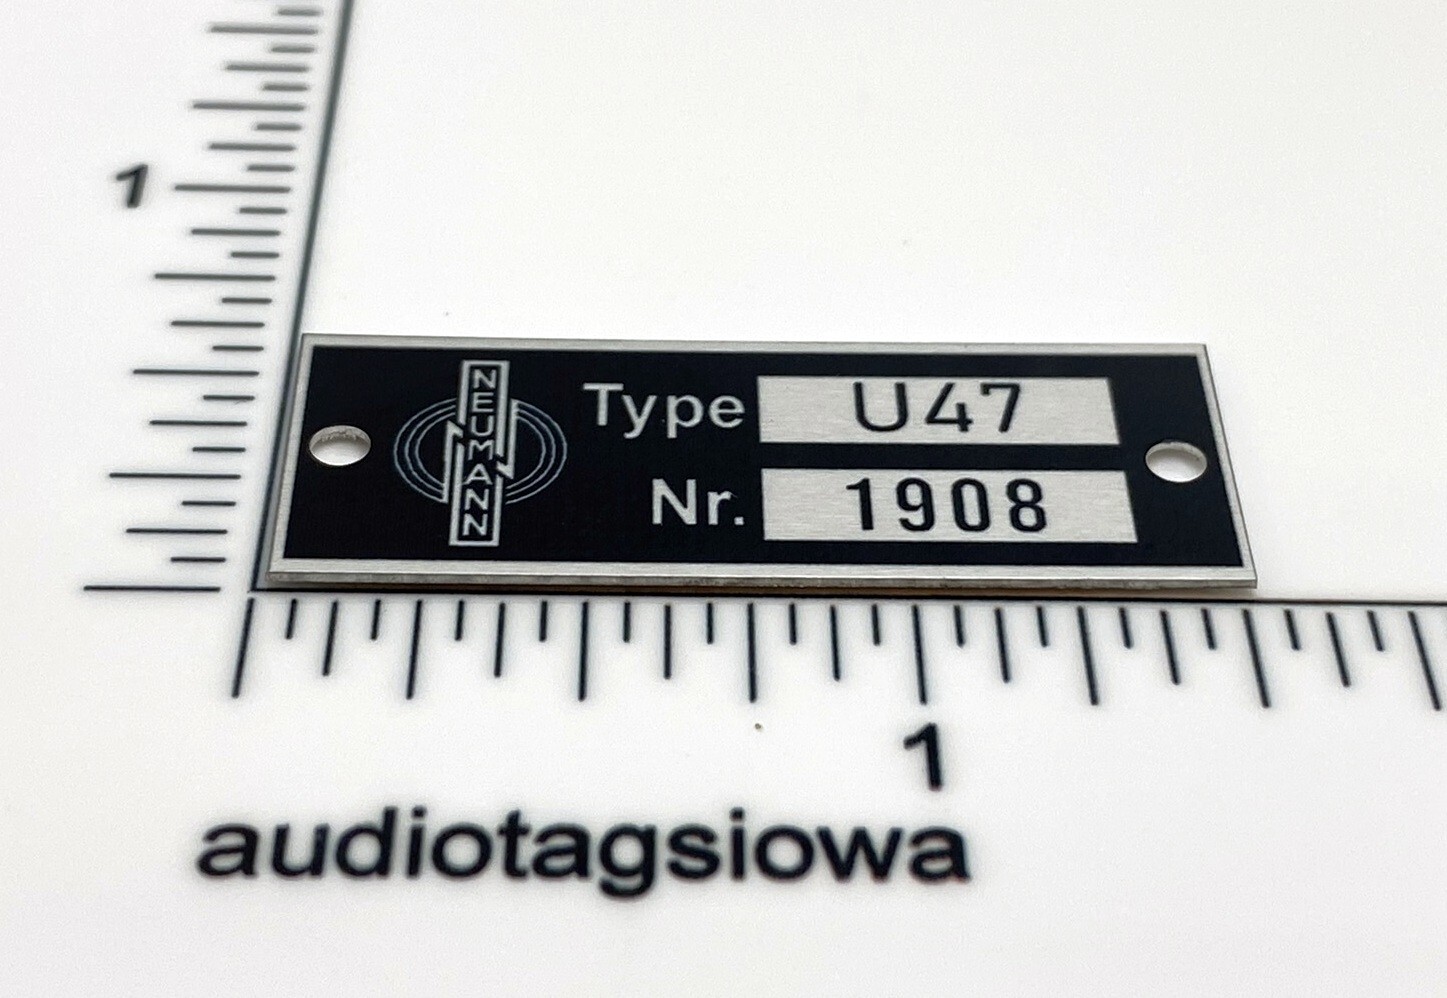 1
NEUMANN
Type U47
Nr. 1908
1
audiotagsiowa